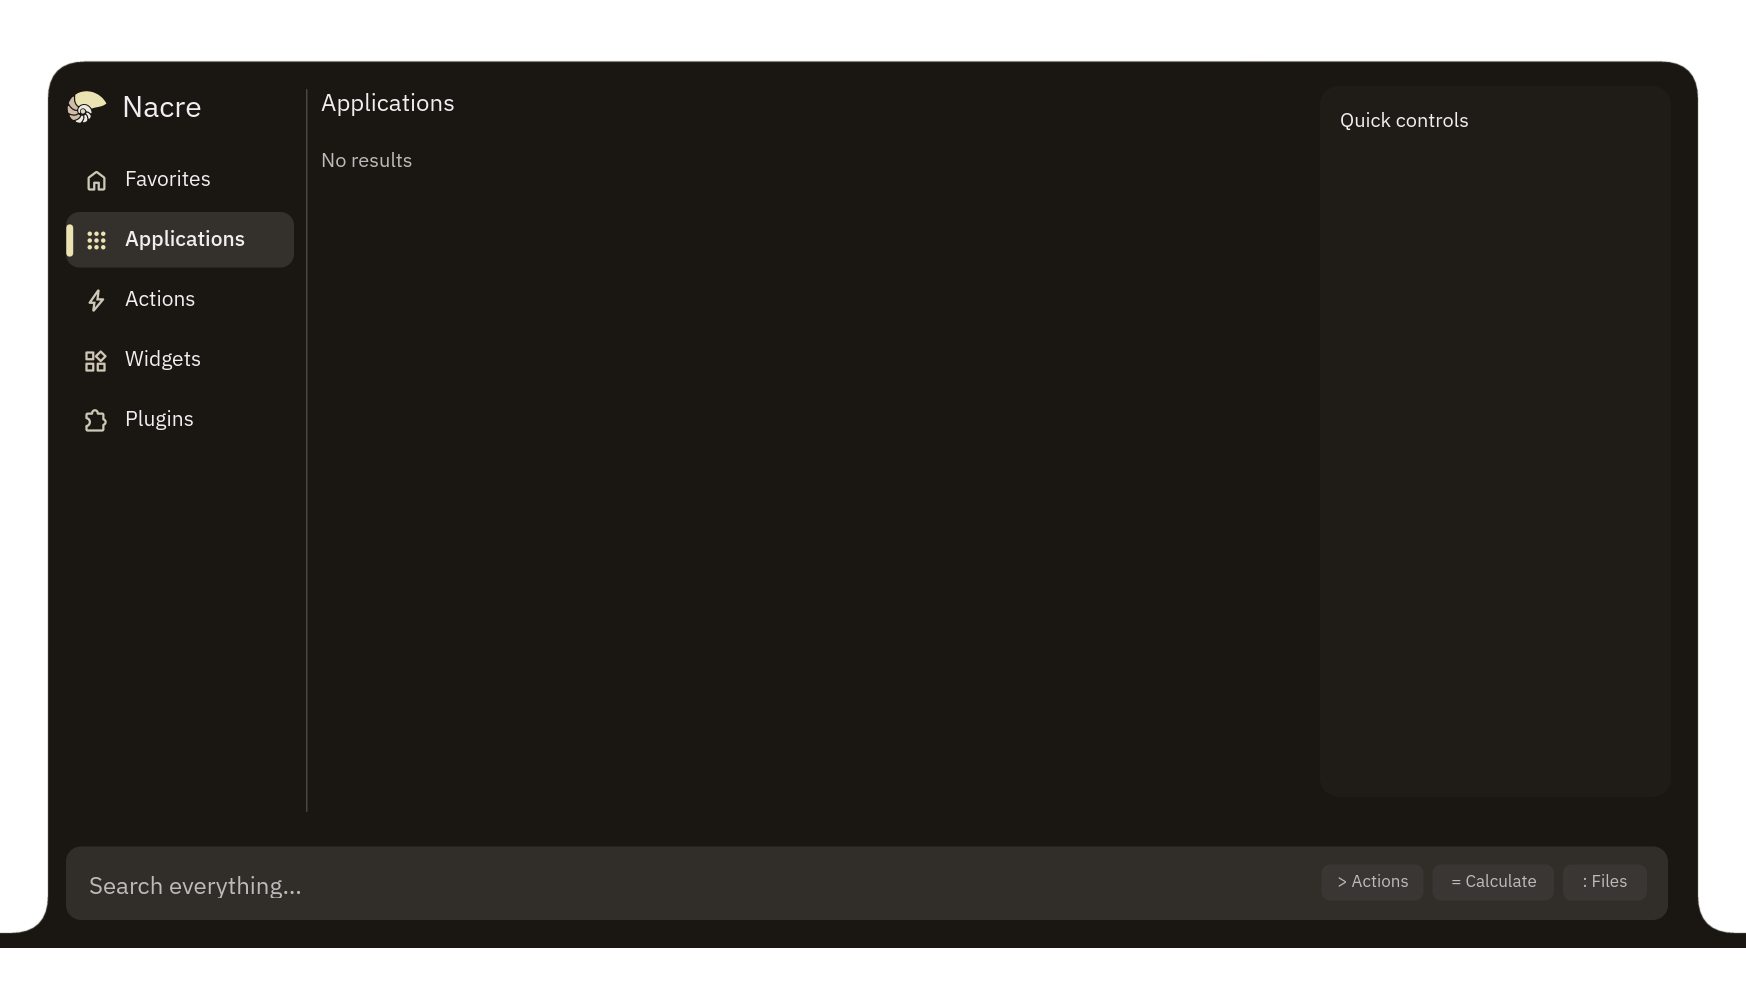 Nacre
Favorites
Applications
Actions
Widgets
Plugins
Applications
No results
Quick controls
Search everything...
> Actions
= Calculate
: Files